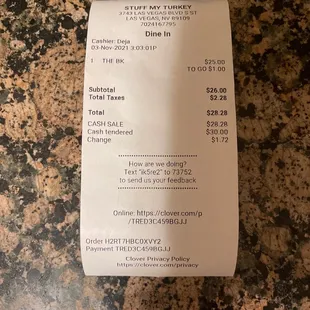 STUFF MY TURKEY
3743 LAS VEGAS BLVD S ST
LAS VEGAS, NV 89109
7024167795
Dine In
Cashier: Deja
03-Nov-2021 3:03:01P
1 THE BK $25.00
TO GO $1.00
Subtotal $26.00
Total Taxes $2.28
Total $28.28
CASH SALE $28.28
Cash tendered $30.00
Change $1.72
How are we doing?
Text "ik5re2" to 73752
to send us your feedback
Online: https://clover.com/p
/TRED3C459BGJJ
Order H2RT7HBC0XVY2
Payment TRED3C459BGJJ
Clover Privacy Policy
https://clover.com/privacy